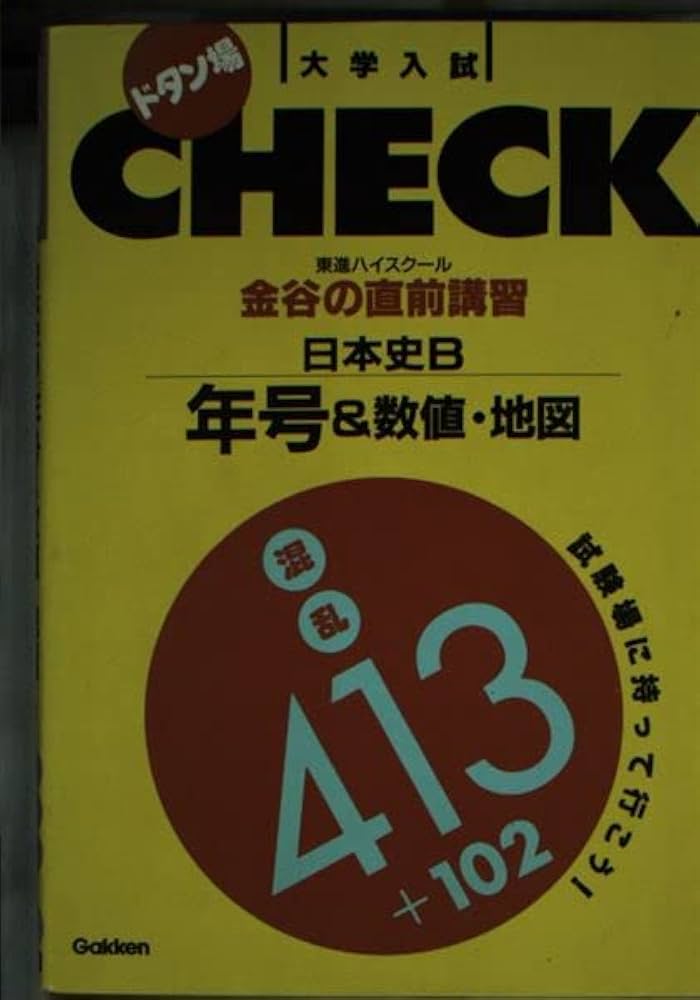 ドタン場
大学入試
CHECK
東進ハイスクール
金谷の直前講習
日本史B
年号&数値・地図
混乱
413
+102
試験場に持って行こう!
Gakken